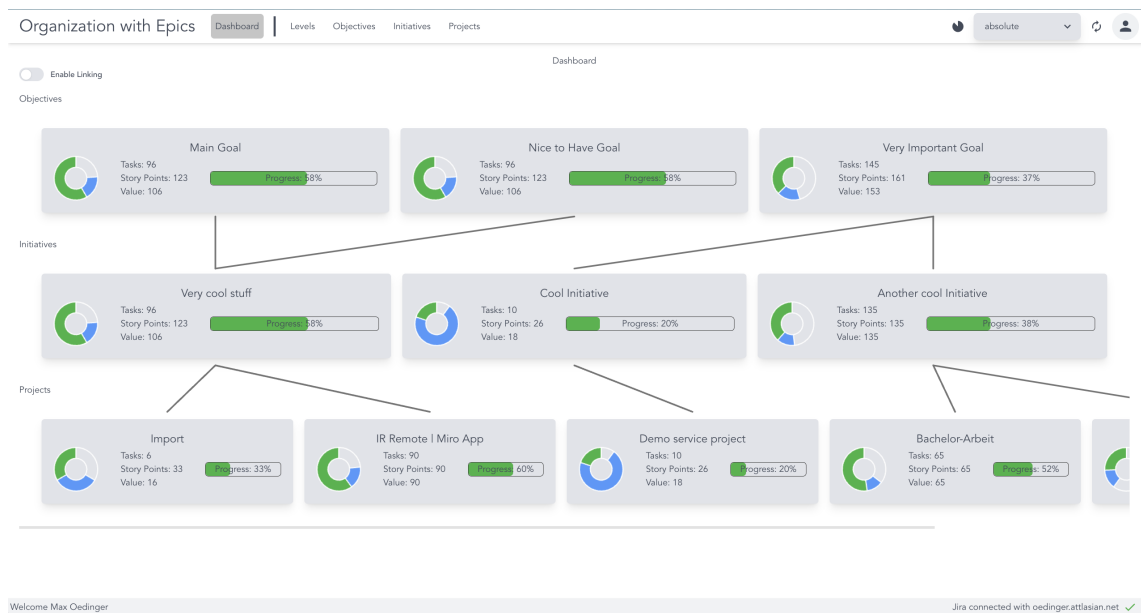 Organization with Epics Dashboard Levels Objectives Initiatives Projects absolute
Dashboard
Enable Linking
Objectives
Main Goal
Tasks: 96
Story Points: 123
Value: 106
Progress: 58%
Nice to Have Goal
Tasks: 96
Story Points: 123
Value: 106
Progress: 58%
Very Important Goal
Tasks: 145
Story Points: 161
Value: 153
Progress: 37%
Initiatives
Very cool stuff
Tasks: 96
Story Points: 123
Value: 106
Progress: 58%
Cool Initiative
Tasks: 10
Story Points: 26
Value: 18
Progress: 20%
Another cool Initiative
Tasks: 135
Story Points: 135
Value: 135
Progress: 38%
Projects
Import
Tasks: 6
Story Points: 33
Value: 16
Progress: 33%
IR Remote | Miro App
Tasks: 90
Story Points: 90
Value: 90
Progress: 60%
Demo service project
Tasks: 10
Story Points: 26
Value: 18
Progress: 20%
Bachelor-Arbeit
Tasks: 65
Story Points: 65
Value: 65
Progress: 52%
Welcome Max Oedinger
Jira connected with oedinger.attlasian.net